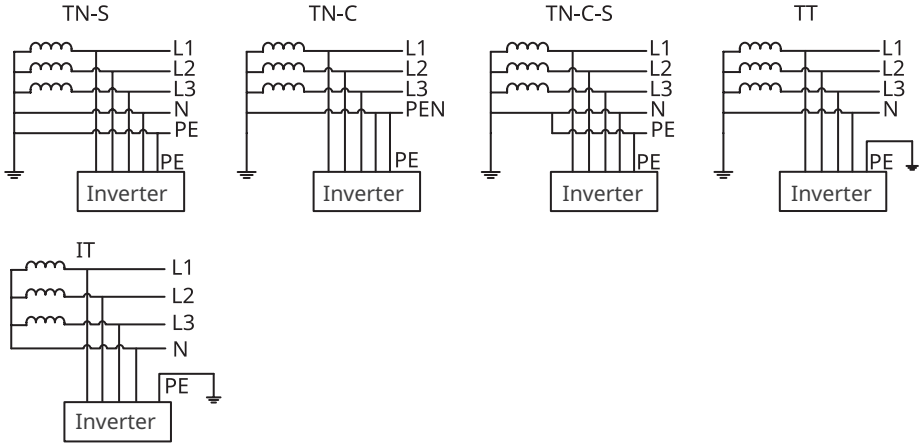 TN-S
TN-C
TN-C-S
TT
L1
L2
L3
N
PE
PE
Inverter
L1
L2
L3
PEN
PE
Inverter
L1
L2
L3
N
PE
PE
Inverter
L1
L2
L3
N
PE
Inverter
IT
L1
L2
L3
N
PE
Inverter